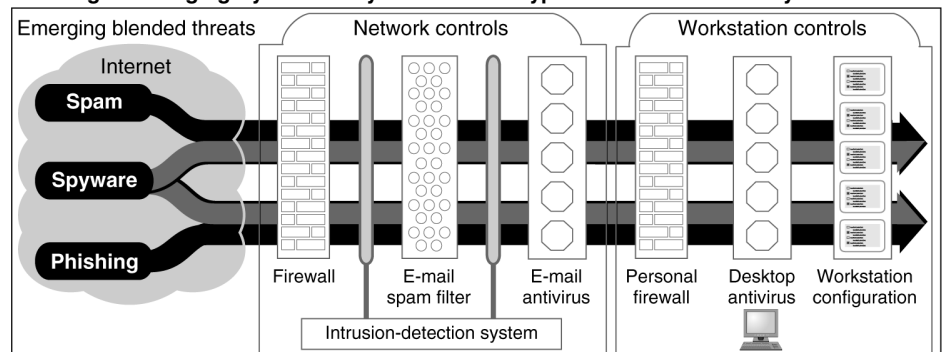 Emerging blended threats
Network controls
Workstation controls
Internet
Spam
Spyware
Phishing
Firewall
E-mail
spam filter
E-mail
antivirus
Personal
firewall
Desktop
antivirus
Workstation
configuration
Intrusion-detection system